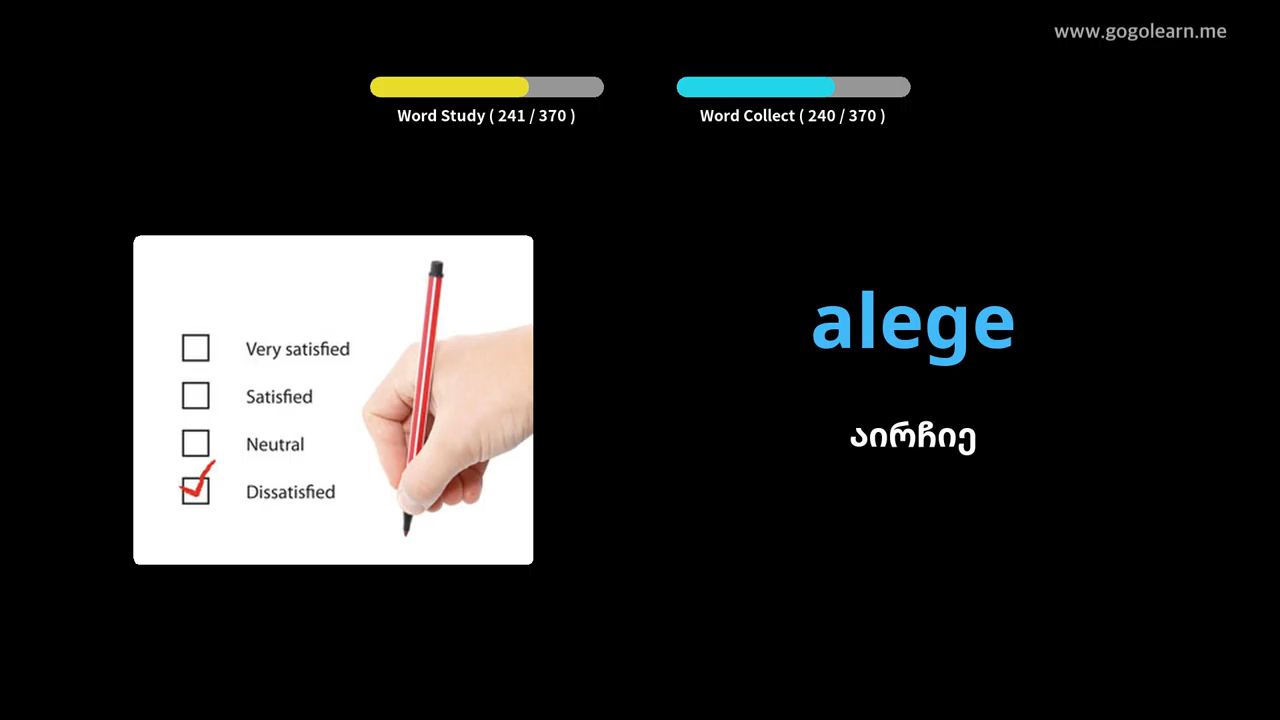 www.gogolearn.me
Word Study ( 241 / 370 )
Word Collect ( 240 / 370 )
Very satisfied
Satisfied
Neutral
Dissatisfied
alege
აირჩიე